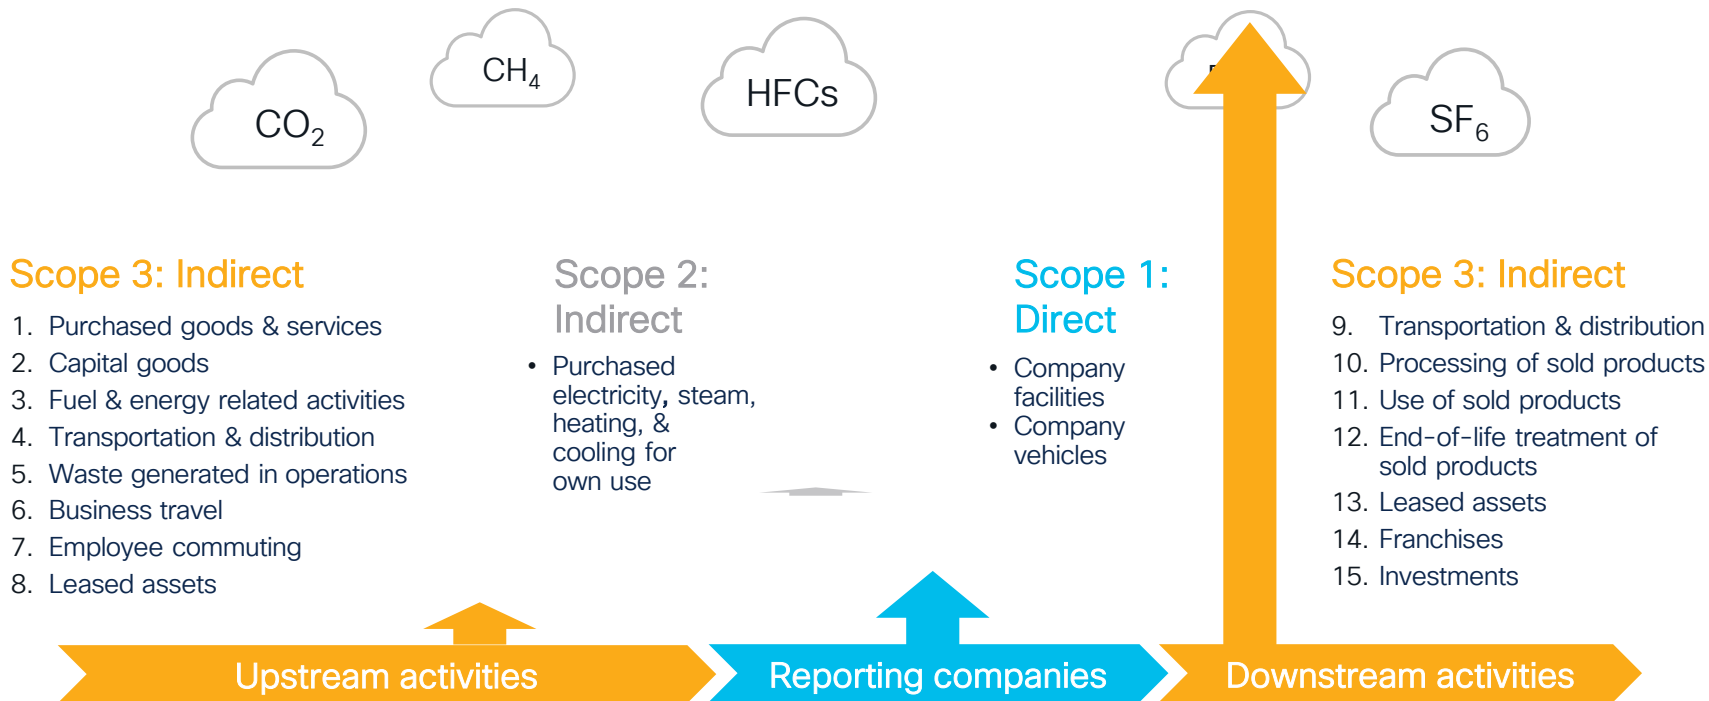 CO₂
CH₄
HFCs
SF₆
Scope 3: Indirect
1. Purchased goods & services
2. Capital goods
3. Fuel & energy related activities
4. Transportation & distribution
5. Waste generated in operations
6. Business travel
7. Employee commuting
8. Leased assets
Scope 2:
Indirect
• Purchased
electricity, steam,
heating, &
cooling for
own use
Scope 1:
Direct
• Company
facilities
• Company
vehicles
Scope 3: Indirect
9. Transportation & distribution
10. Processing of sold products
11. Use of sold products
12. End-of-life treatment of
sold products
13. Leased assets
14. Franchises
15. Investments
Upstream activities
Reporting companies
Downstream activities